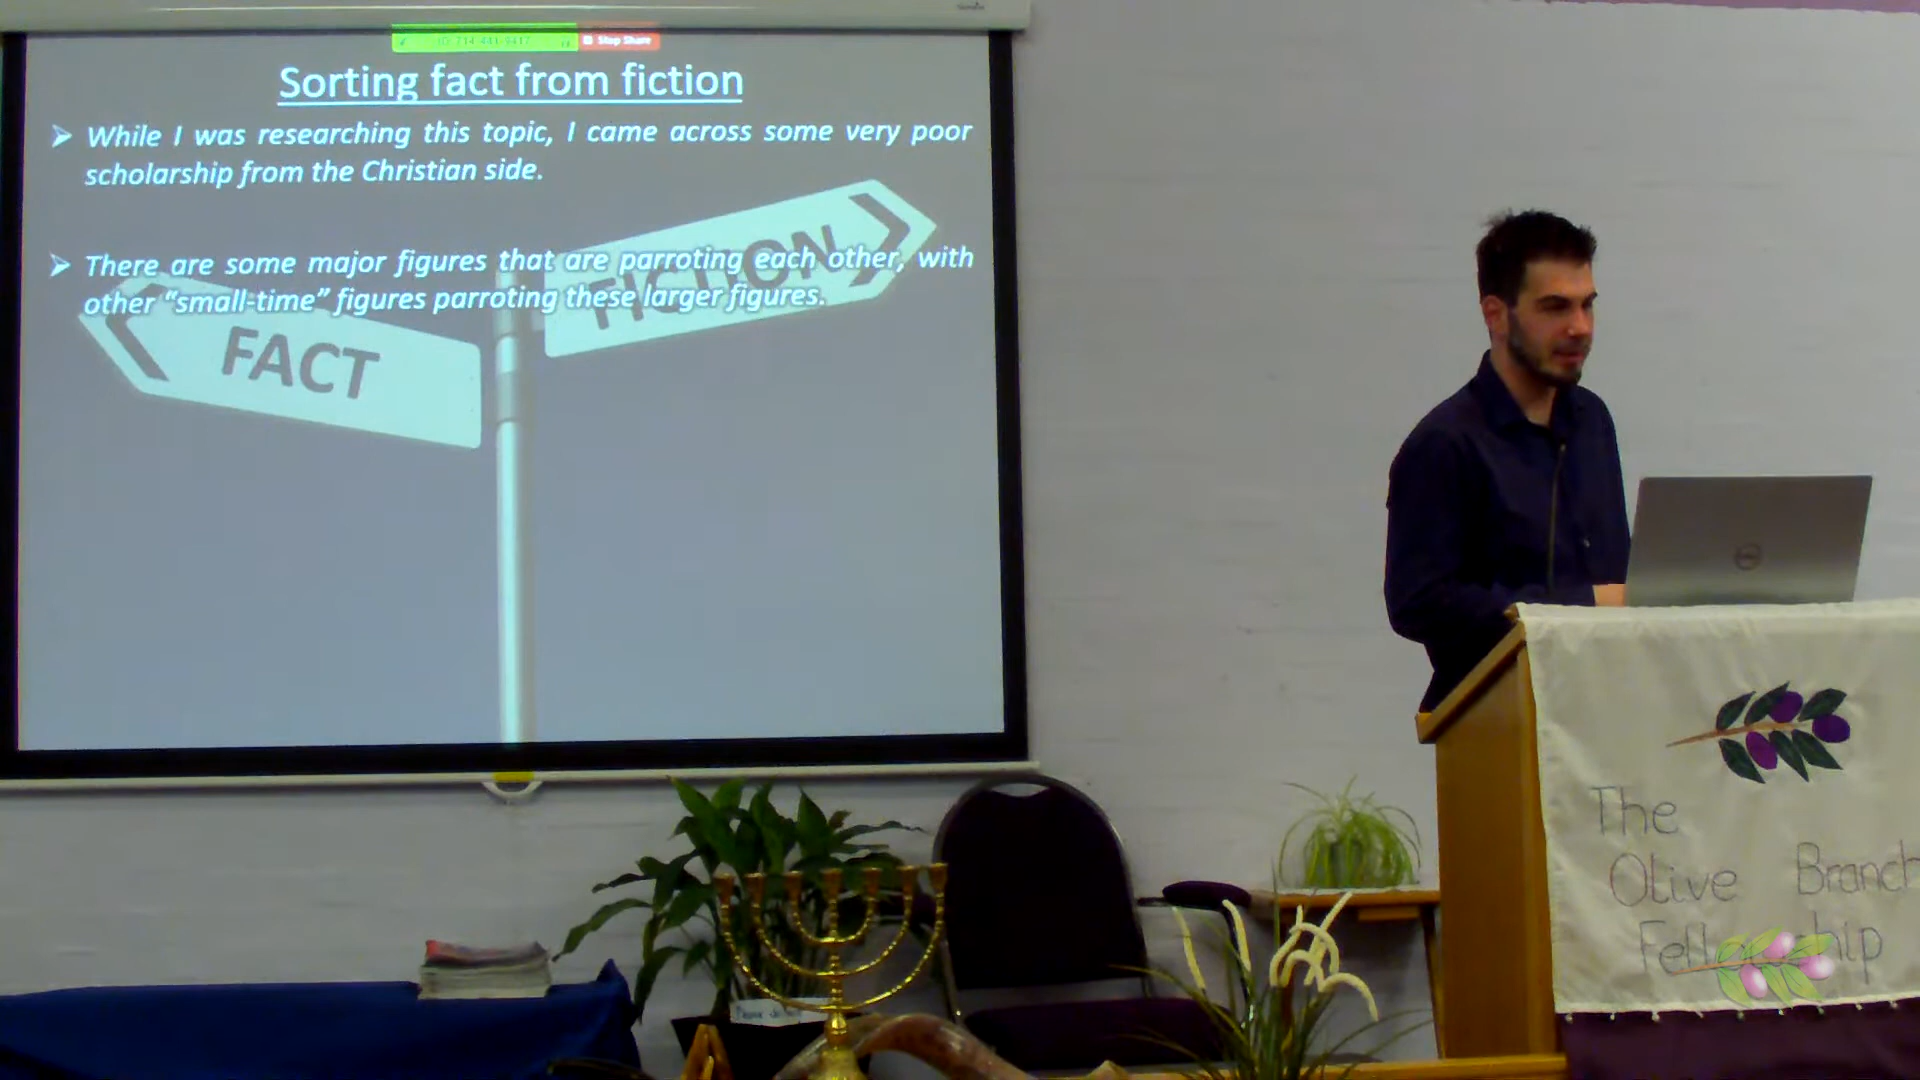 Stop Share
Sorting fact from fiction
While I was researching this topic, I came across some very poor
scholarship from the Christian side.
There are some major figures that are parroting each other, with
other “small-time” figures parroting these larger figures.
FICTION
FACT
DELL
The
Olive Branch
Fellowship